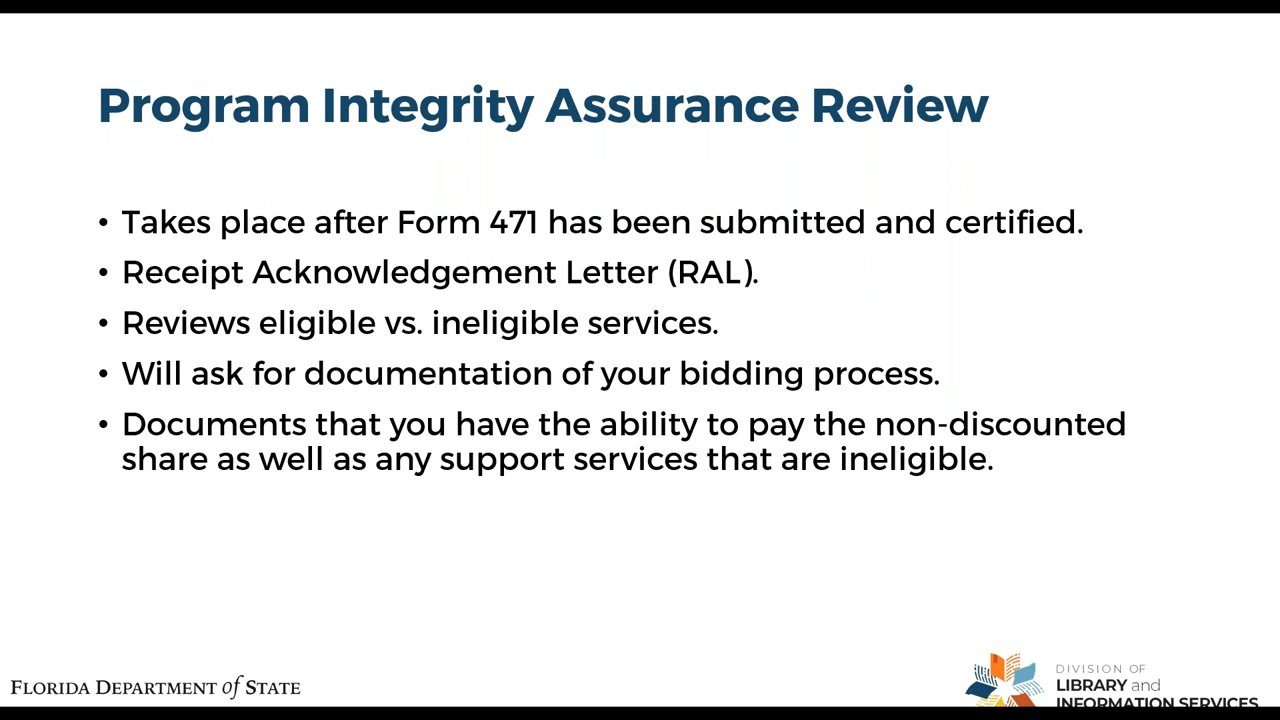 Program Integrity Assurance Review
• Takes place after Form 471 has been submitted and certified.
• Receipt Acknowledgement Letter (RAL).
• Reviews eligible vs. ineligible services.
• Will ask for documentation of your bidding process.
• Documents that you have the ability to pay the non-discounted
share as well as any support services that are ineligible.
FLORIDA DEPARTMENT of STATE
DIVISION OF
LIBRARY and
INFORMATION SERVICES